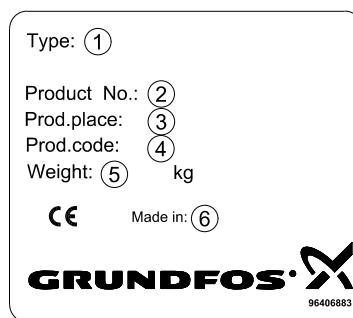 Type: 1
Product No.: 2
Prod.place: 3
Prod.code: 4
Weight: 5 kg
CE Made in: 6
GRUNDFOS
96406883